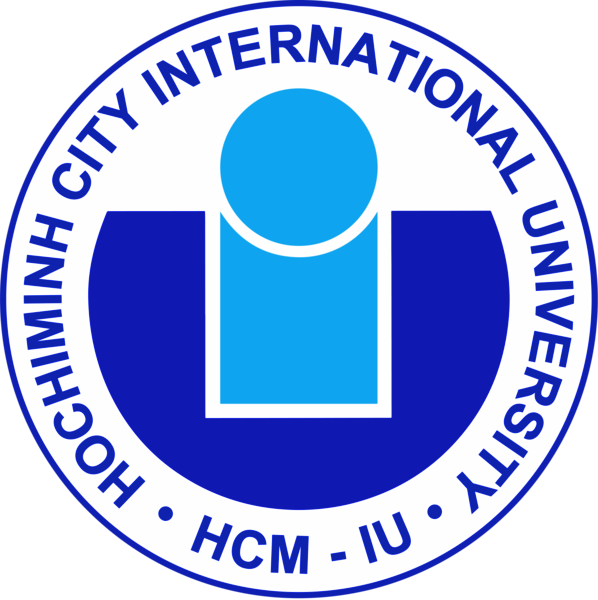 HOCHIMINH CITY INTERNATIONAL UNIVERSITY
• HCM - IU •